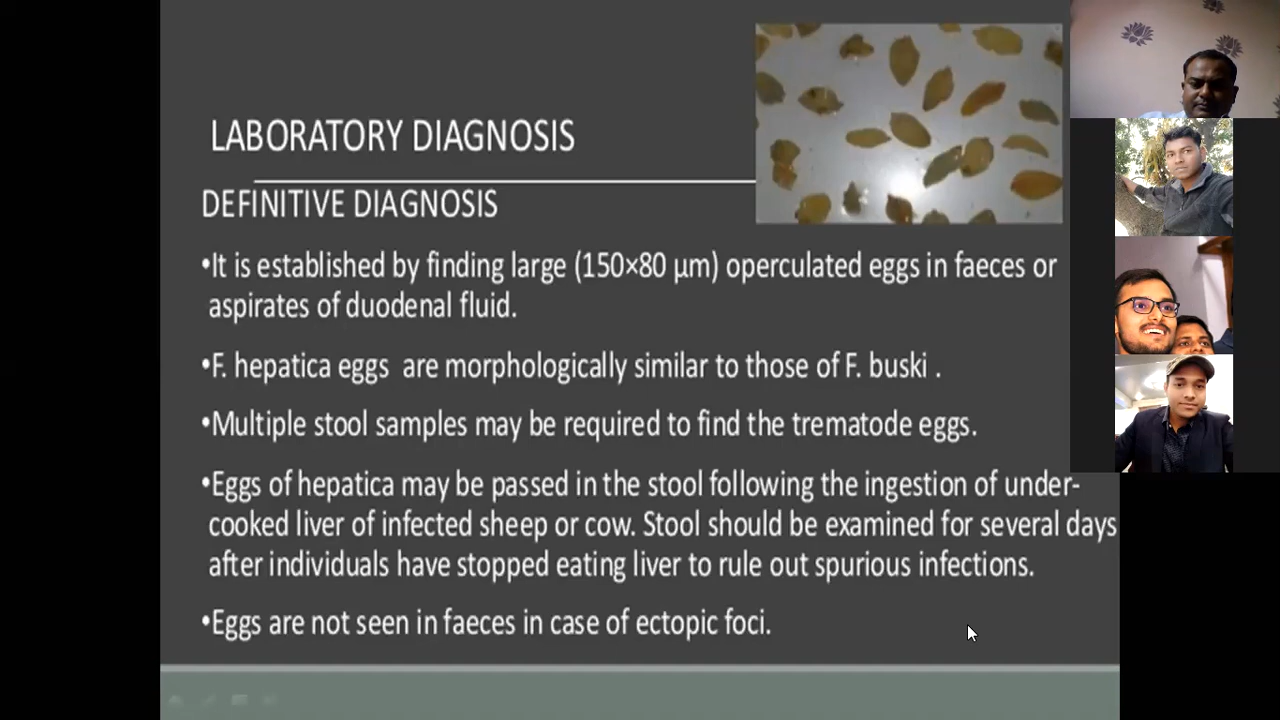 LABORATORY DIAGNOSIS
DEFINITIVE DIAGNOSIS
•It is established by finding large (150×80 µm) operculated eggs in faeces or
aspirates of duodenal fluid.
•F. hepatica eggs are morphologically similar to those of F. buski .
•Multiple stool samples may be required to find the trematode eggs.
•Eggs of hepatica may be passed in the stool following the ingestion of under-
cooked liver of infected sheep or cow. Stool should be examined for several days
after individuals have stopped eating liver to rule out spurious infections.
•Eggs are not seen in faeces in case of ectopic foci.